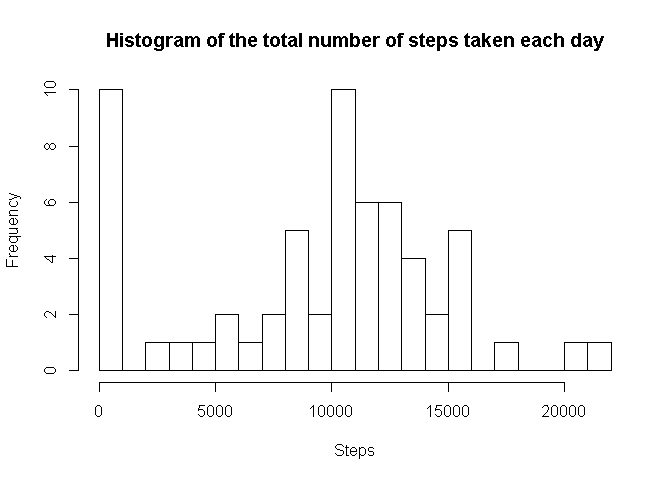 Histogram of the total number of steps taken each day
Frequency
10
8
6
4
2
0
0 5000 10000 15000 20000
Steps